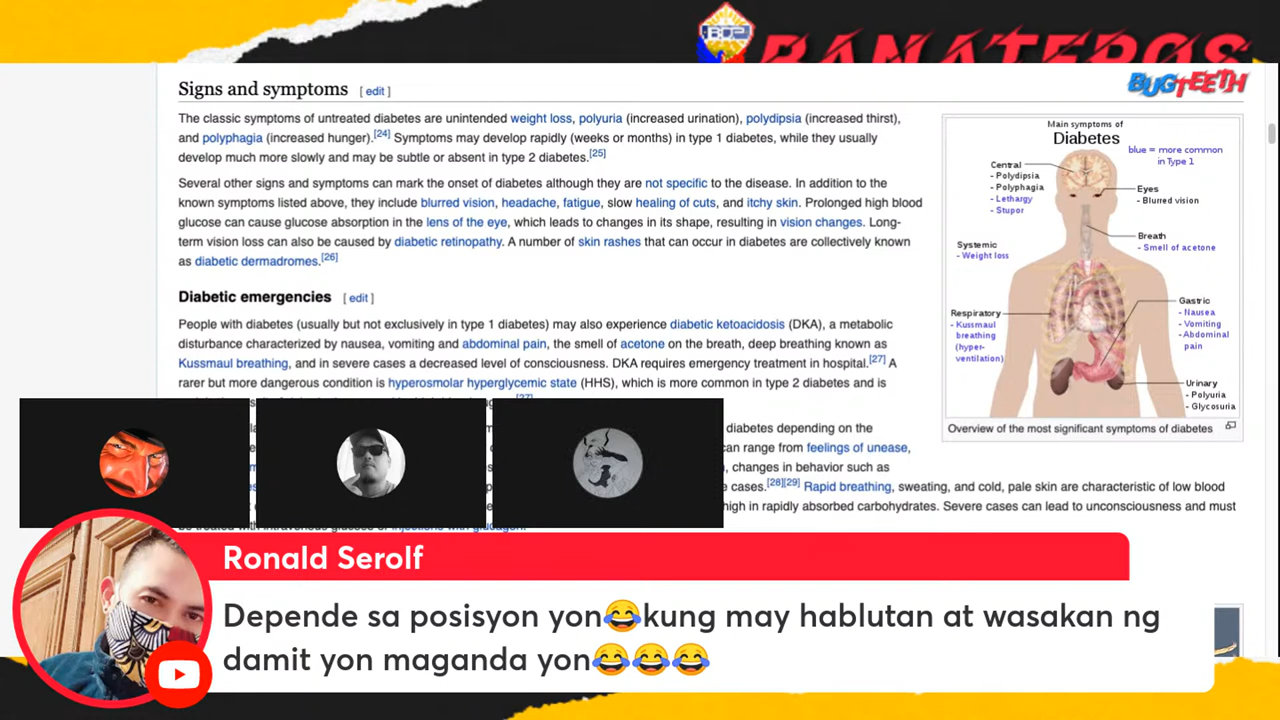 BANATEROS
BUGTEETH
Signs and symptoms [ edit ]
The classic symptoms of untreated diabetes are unintended weight loss, polyuria (increased urination), polydipsia (increased thirst),
and polyphagia (increased hunger).[24] Symptoms may develop rapidly (weeks or months) in type 1 diabetes, while they usually
develop much more slowly and may be subtle or absent in type 2 diabetes.[25]
Several other signs and symptoms can mark the onset of diabetes although they are not specific to the disease. In addition to the
known symptoms listed above, they include blurred vision, headache, fatigue, slow healing of cuts, and itchy skin. Prolonged high blood
glucose can cause glucose absorption in the lens of the eye, which leads to changes in its shape, resulting in vision changes. Long-
term vision loss can also be caused by diabetic retinopathy. A number of skin rashes that can occur in diabetes are collectively known
as diabetic dermadromes.[26]
Diabetic emergencies [ edit ]
People with diabetes (usually but not exclusively in type 1 diabetes) may also experience diabetic ketoacidosis (DKA), a metabolic
disturbance characterized by nausea, vomiting and abdominal pain, the smell of acetone on the breath, deep breathing known as
Kussmaul breathing, and in severe cases a decreased level of consciousness. DKA requires emergency treatment in hospital.[27] A
rarer but more dangerous condition is hyperosmolar hyperglycemic state (HHS), which is more common in type 2 diabetes and is
diabetes depending on the
can range from feelings of unease,
, changes in behavior such as
cases.[28][29] Rapid breathing, sweating, and cold, pale skin are characteristic of low blood
high in rapidly absorbed carbohydrates. Severe cases can lead to unconsciousness and must
be treated with intravenous glucose or injections with glucagon.
Main symptoms of
Diabetes
blue = more common
in Type 1
Central
- Polydipsia
- Polyphagia
- Lethargy
- Stupor
Eyes
- Blurred vision
Breath
- Smell of acetone
Systemic
- Weight loss
Respiratory
- Kussmaul
breathing
(hyper-
ventilation)
Gastric
- Nausea
- Vomiting
- Abdominal
pain
Urinary
- Polyuria
- Glycosuria
Overview of the most significant symptoms of diabetes
Ronald Serolf
Depende sa posisyon yon😂kung may hablutan at wasakan ng
damit yon maganda yon😂😂😂